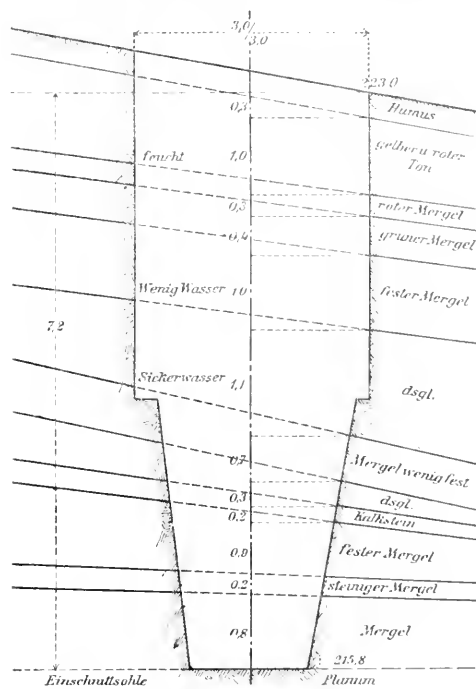 3,0/3,0
223.0
Humus
0,3
gelber u roter
Ton
feucht
1,0
roter Mergel
0,3
grüner Mergel
0,4
Wenig Wasser
1,0
fester Mergel
7,2
Sickerwasser
1,1
dsgl.
Mergel wenig fest
0,7
dsgl.
0,3
Kalkstein
0,2
fester Mergel
0,9
steiniger Mergel
0,2
Mergel
0,8
215,8
Einschnittsohle
Planum